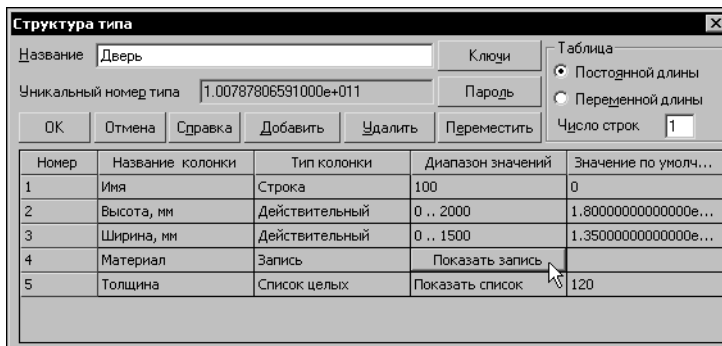 Структура типа
Название Дверь Ключи Таблица
Постоянной длины
Уникальный номер типа 1.00787806591000e+011 Пароль Переменной длины
OK Отмена Справка Добавить Удалить Переместить Число строк 1
Номер Название колонки Тип колонки Диапазон значений Значение по умолч...
1 Имя Строка 100 0
2 Высота, мм Действительный 0 .. 2000 1.80000000000000e...
3 Ширина, мм Действительный 0 .. 1500 1.35000000000000e...
4 Материал Запись Показать запись
5 Толщина Список целых Показать список 120